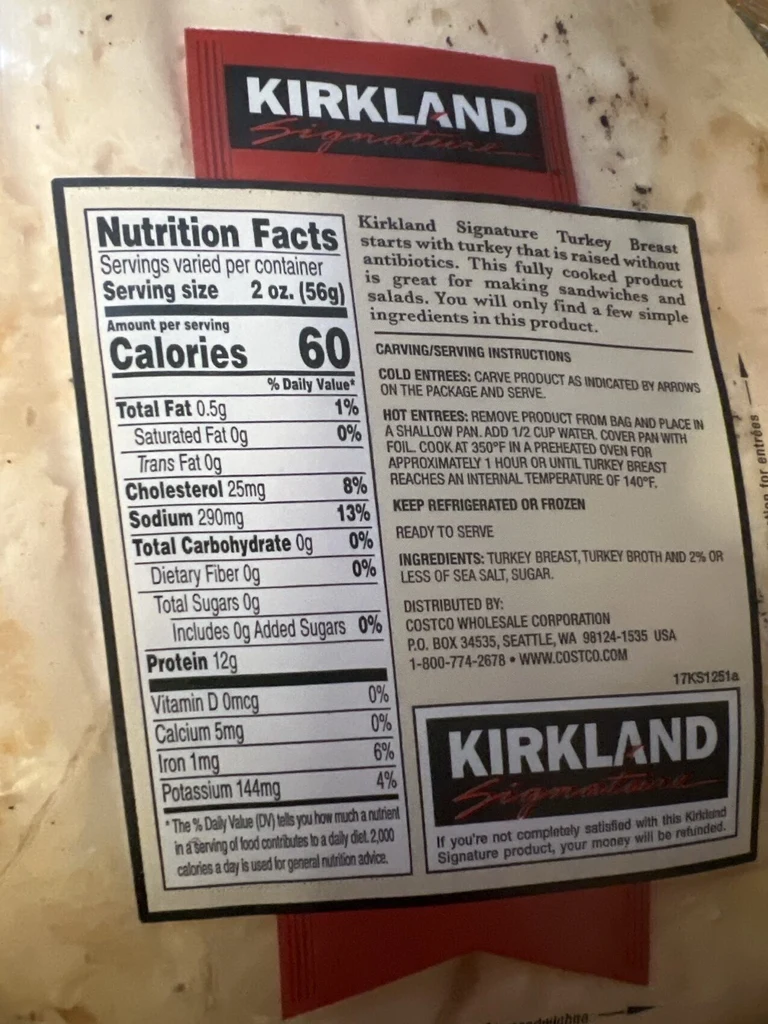 KIRKLAND
Signature
Nutrition Facts
Servings varied per container
Serving size 2 oz. (56g)
Amount per serving
Calories 60
% Daily Value*
Total Fat 0.5g 1%
Saturated Fat 0g 0%
Trans Fat 0g
Cholesterol 25mg 8%
Sodium 290mg 13%
Total Carbohydrate 0g 0%
Dietary Fiber 0g 0%
Total Sugars 0g
Includes 0g Added Sugars 0%
Protein 12g
Vitamin D 0mcg 0%
Calcium 5mg 0%
Iron 1mg 6%
Potassium 144mg 4%
* The % Daily Value (DV) tells you how much a nutrient
in a serving of food contributes to a daily diet. 2,000
calories a day is used for general nutrition advice.
Kirkland Signature Turkey Breast
starts with turkey that is raised without
antibiotics. This fully cooked product
is great for making sandwiches and
salads. You will only find a few simple
ingredients in this product.
CARVING/SERVING INSTRUCTIONS
COLD ENTREES: CARVE PRODUCT AS INDICATED BY ARROWS
ON THE PACKAGE AND SERVE.
HOT ENTREES: REMOVE PRODUCT FROM BAG AND PLACE IN
A SHALLOW PAN. ADD 1/2 CUP WATER. COVER PAN WITH
FOIL. COOK AT 350°F IN A PREHEATED OVEN FOR
APPROXIMATELY 1 HOUR OR UNTIL TURKEY BREAST
REACHES AN INTERNAL TEMPERATURE OF 140°F.
KEEP REFRIGERATED OR FROZEN
READY TO SERVE
INGREDIENTS: TURKEY BREAST, TURKEY BROTH AND 2% OR
LESS OF SEA SALT, SUGAR.
DISTRIBUTED BY:
COSTCO WHOLESALE CORPORATION
P.O. BOX 34535, SEATTLE, WA 98124-1535 USA
1-800-774-2678 • WWW.COSTCO.COM
17KS1251a
KIRKLAND
Signature
If you're not completely satisfied with this Kirkland
Signature product, your money will be refunded.
for entrées